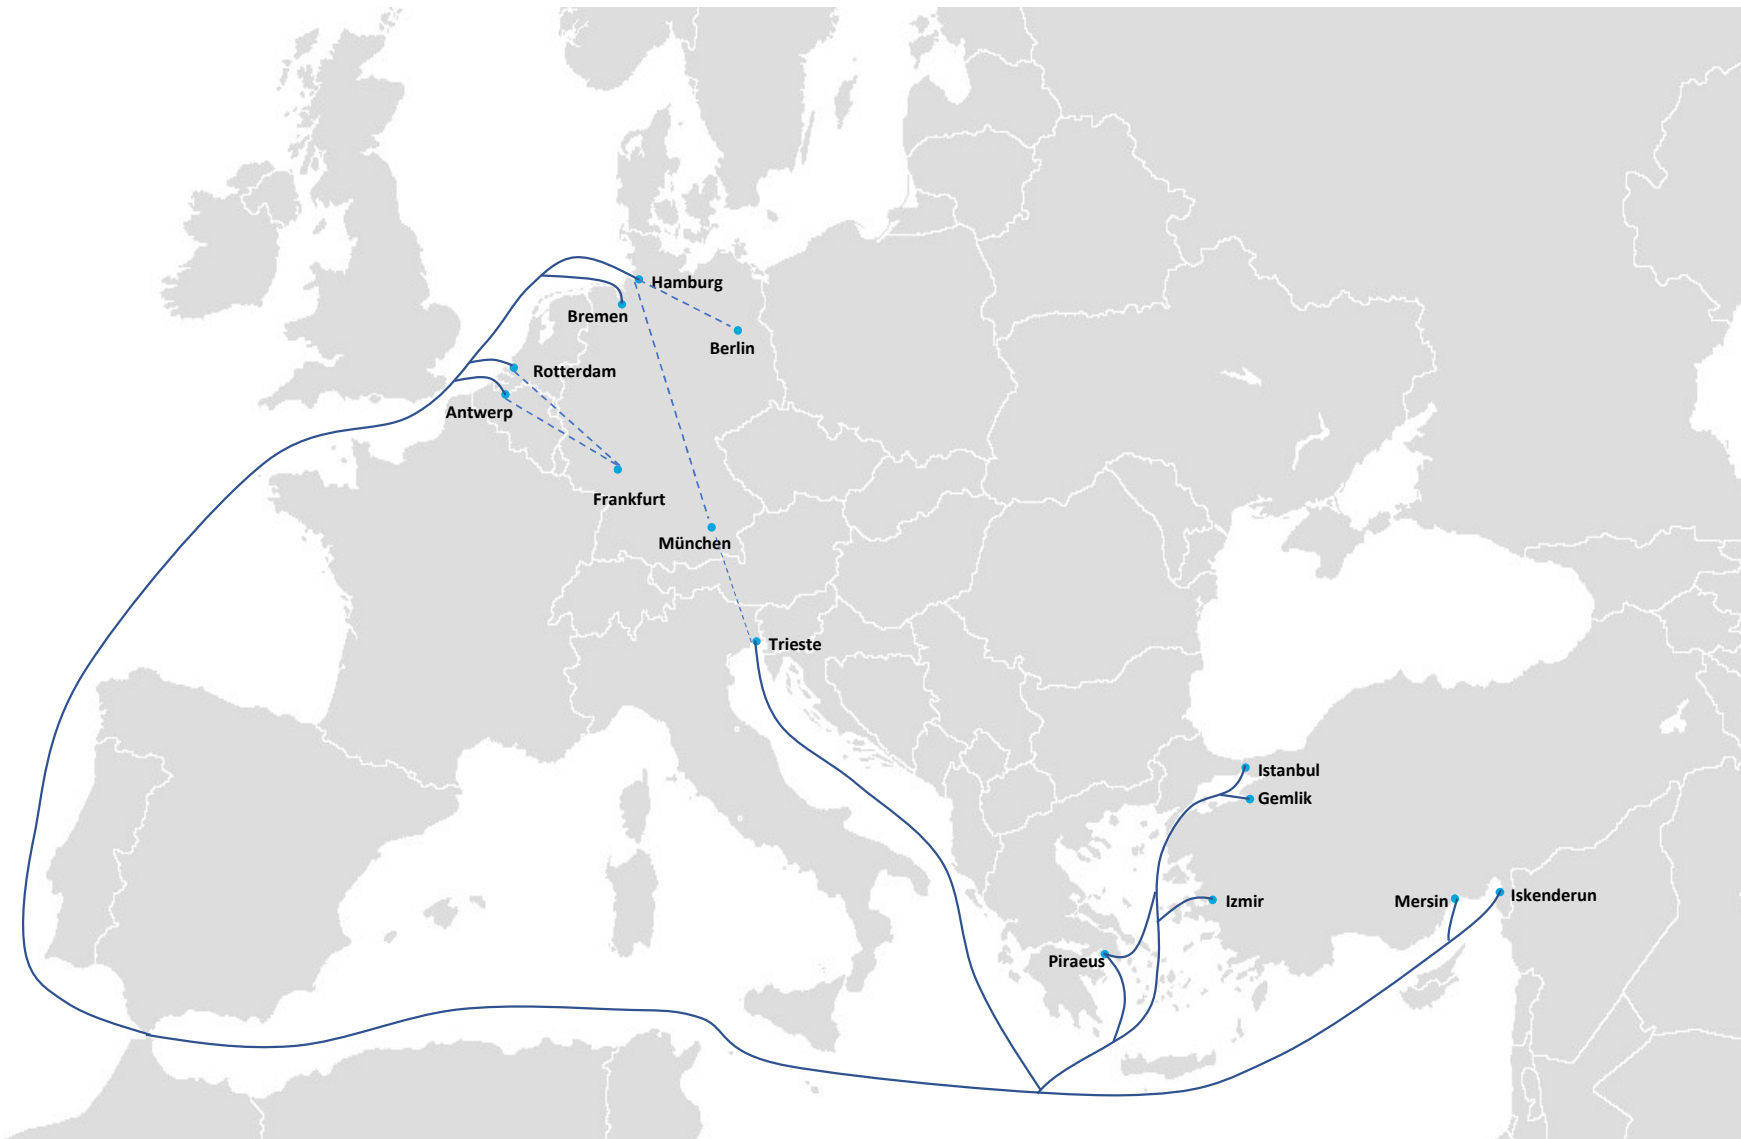 Hamburg
Bremen
Berlin
Rotterdam
Antwerp
Frankfurt
München
Trieste
Istanbul
Gemlik
Izmir
Mersin
Iskenderun
Piraeus